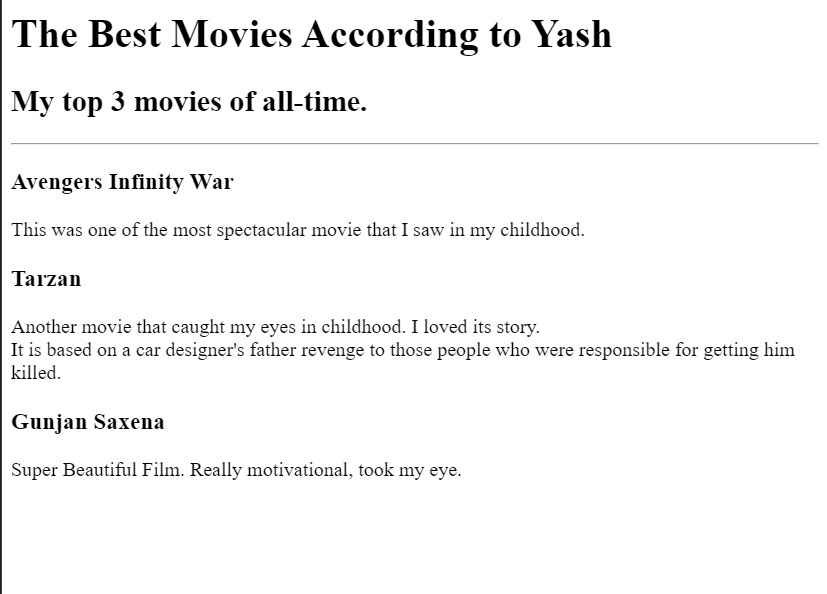 The Best Movies According to Yash
My top 3 movies of all-time.
Avengers Infinity War
This was one of the most spectacular movie that I saw in my childhood.
Tarzan
Another movie that caught my eyes in childhood. I loved its story.
It is based on a car designer's father revenge to those people who were responsible for getting him
killed.
Gunjan Saxena
Super Beautiful Film. Really motivational, took my eye.